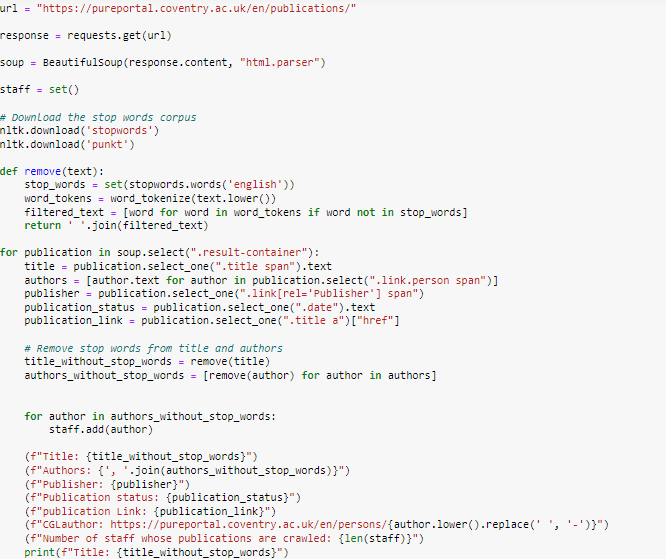 url = "https://pureportal.coventry.ac.uk/en/publications/"
response = requests.get(url)
soup = BeautifulSoup(response.content, "html.parser")
staff = set()
# Download the stop words corpus
nltk.download('stopwords')
nltk.download('punkt')
def remove(text):
    stop_words = set(stopwords.words('english'))
    word_tokens = word_tokenize(text.lower())
    filtered_text = [word for word in word_tokens if word not in stop_words]
    return ' '.join(filtered_text)
for publication in soup.select(".result-container"):
    title = publication.select_one(".title span").text
    authors = [author.text for author in publication.select(".link.person span")]
    publisher = publication.select_one(".link[rel='Publisher'] span")
    publication_status = publication.select_one(".date").text
    publication_link = publication.select_one(".title a")["href"]
    # Remove stop words from title and authors
    title_without_stop_words = remove(title)
    authors_without_stop_words = [remove(author) for author in authors]
    for author in authors_without_stop_words:
        staff.add(author)
    (f"Title: {title_without_stop_words}")
    (f"Authors: {', '.join(authors_without_stop_words)}")
    (f"Publisher: {publisher}")
    (f"Publication status: {publication_status}")
    (f"publication Link: {publication_link}")
    (f"CGLauthor: https://pureportal.coventry.ac.uk/en/persons/{author.lower().replace(' ', '-')}")
    (f"Number of staff whose publications are crawled: {len(staff)}")
    print(f"Title: {title_without_stop_words}")